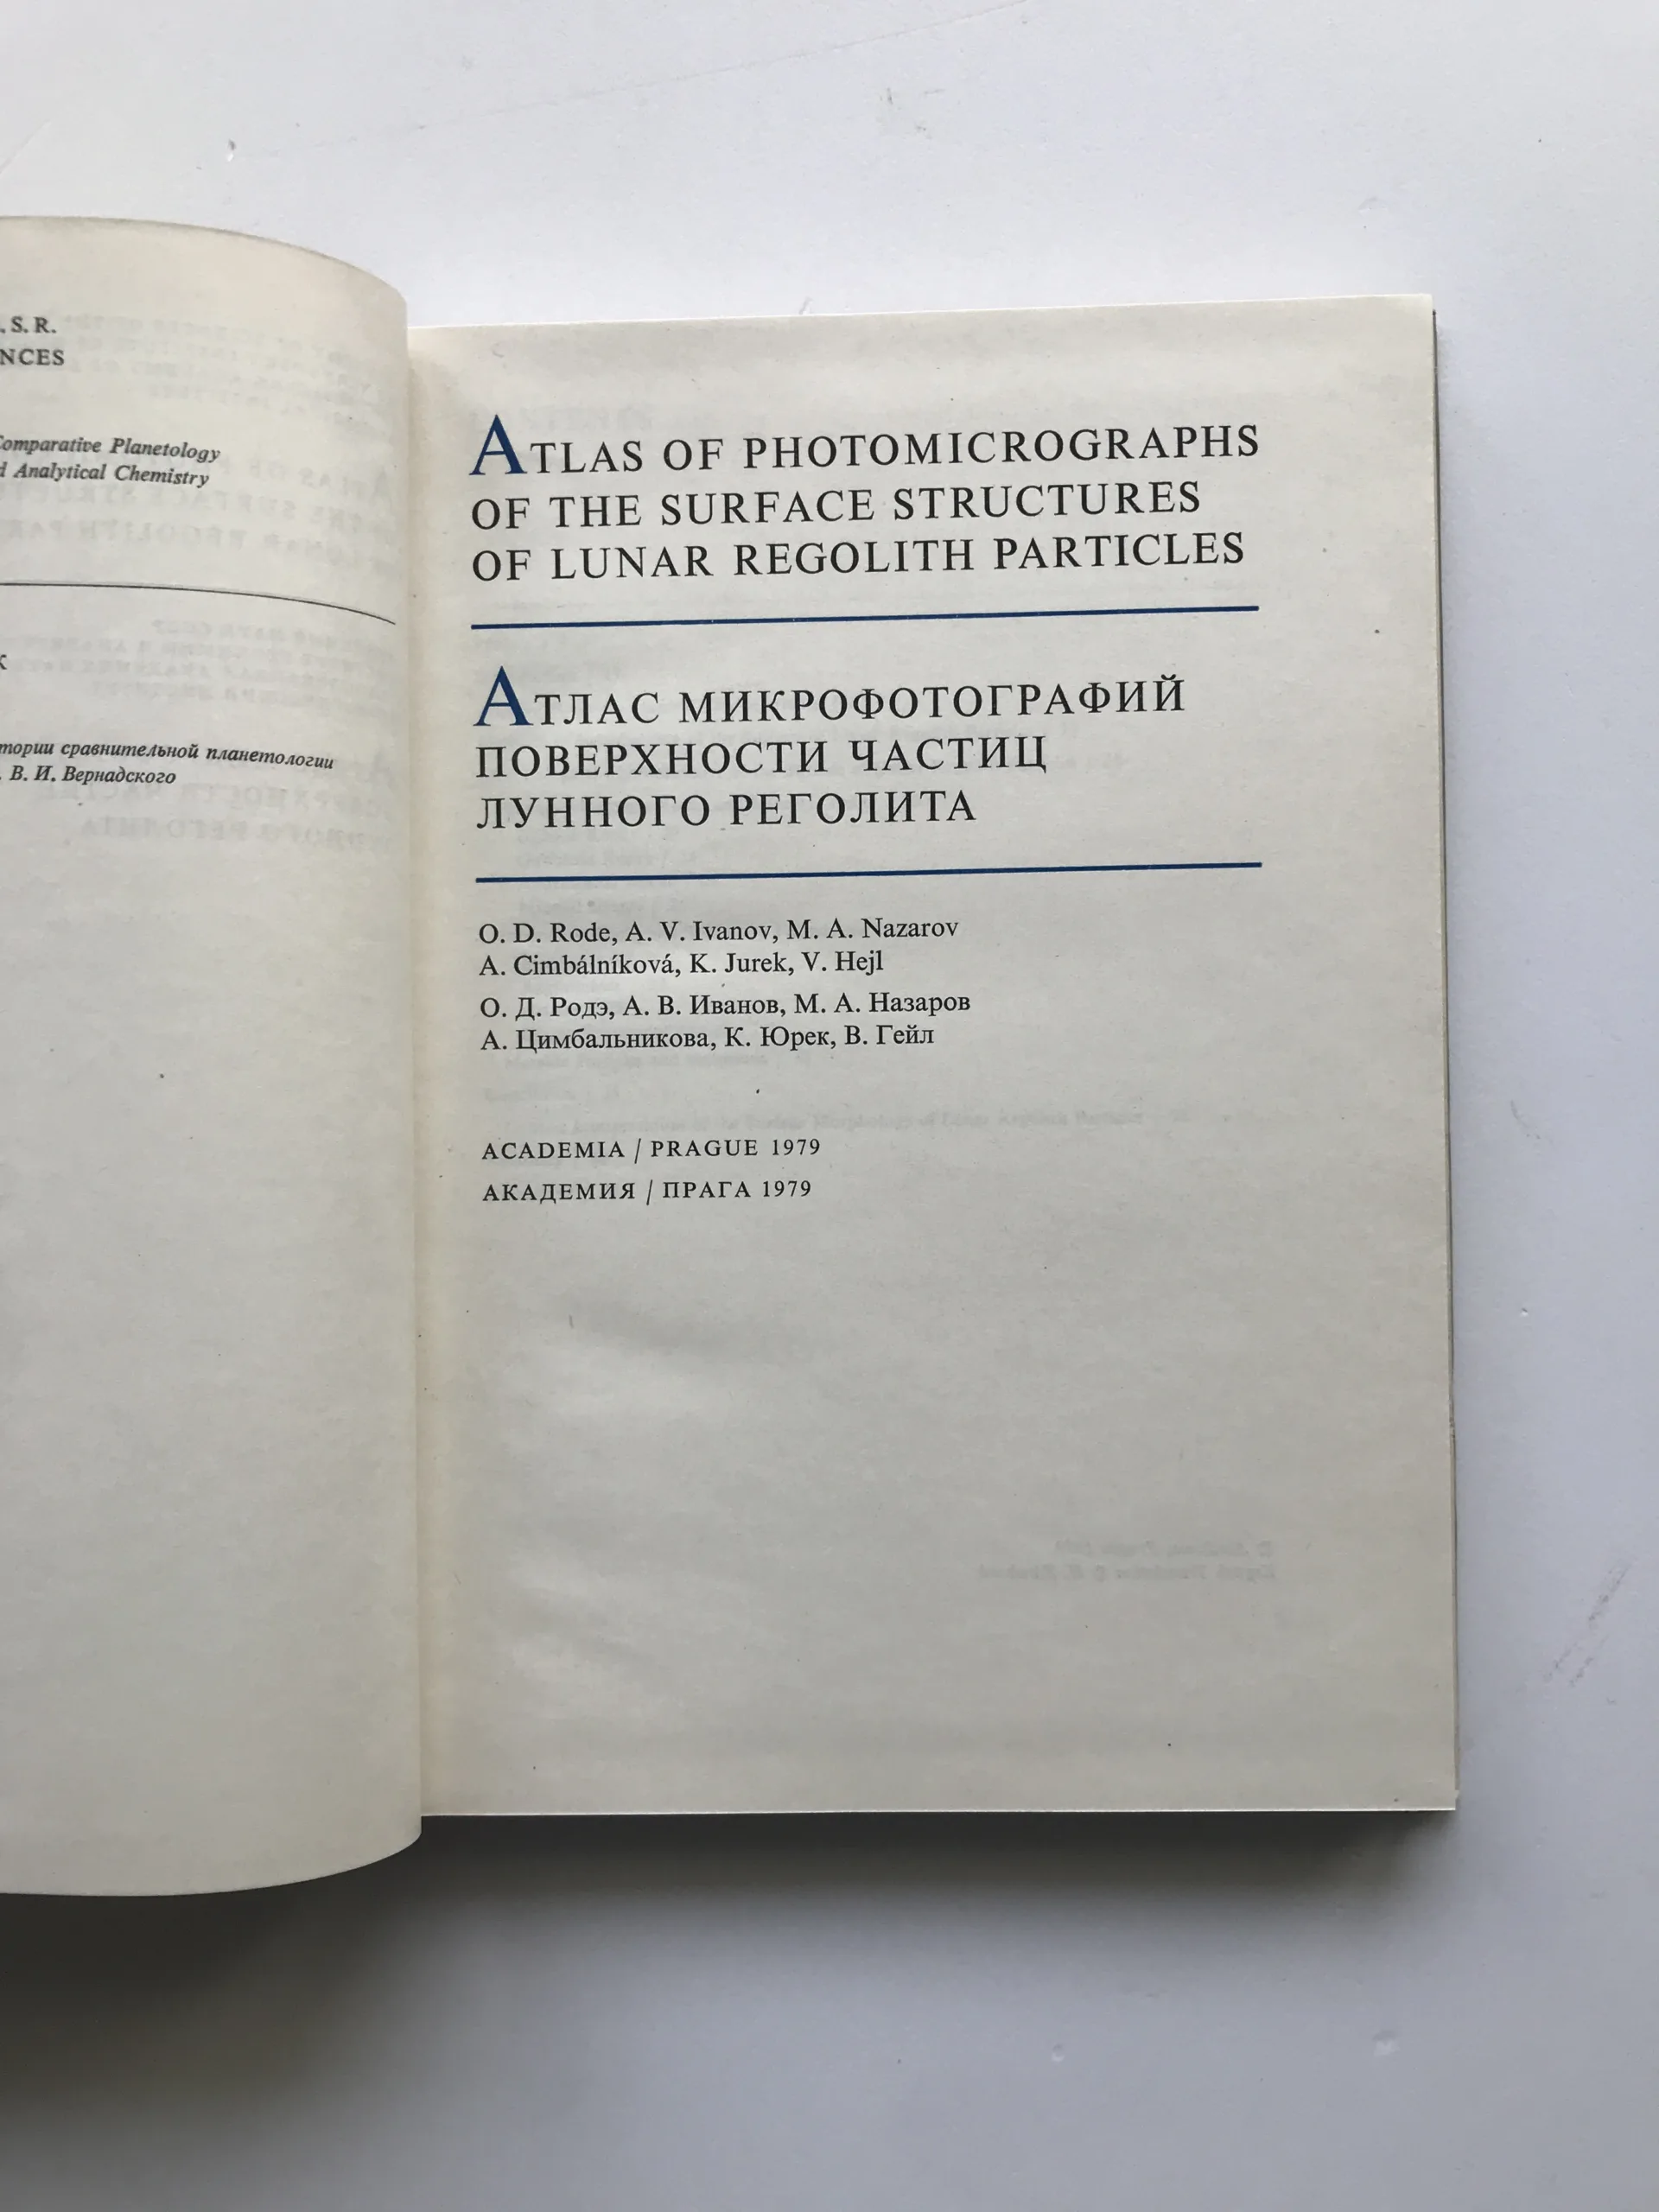 . S. R.
NCES
Comparative Planetology
d Analytical Chemistry
К
тории сравнительной планетологии
. В. И. Вернадского
ATLAS OF PHOTOMICROGRAPHS
OF THE SURFACE STRUCTURES
OF LUNAR REGOLITH PARTICLES
АТЛАС МИКРОФОТОГРАФИЙ
ПОВЕРХНОСТИ ЧАСТИЦ
ЛУННОГО РЕГОЛИТА
O. D. Rode, A. V. Ivanov, M. A. Nazarov
A. Cimbálníková, K. Jurek, V. Hejl
О. Д. Родэ, А. В. Иванов, М. А. Назаров
А. Цимбальникова, К. Юрек, В. Гейл
ACADEMIA / PRAGUE 1979
АКАДЕМИЯ / ПРАГА 1979